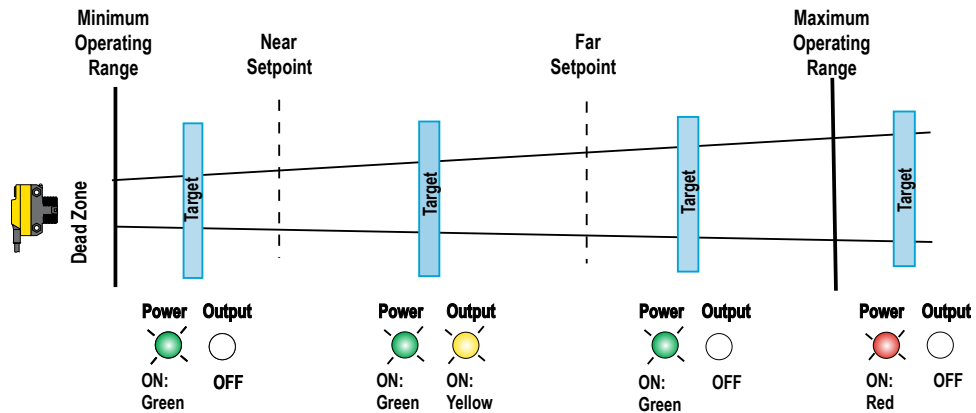 Minimum
Operating
Range
Near
Setpoint
Far
Setpoint
Maximum
Operating
Range
Dead Zone
Target
Target
Target
Target
Power Output
ON:
Green
OFF
Power Output
ON:
Green
ON:
Yellow
Power Output
ON:
Green
OFF
Power Output
ON:
Red
OFF